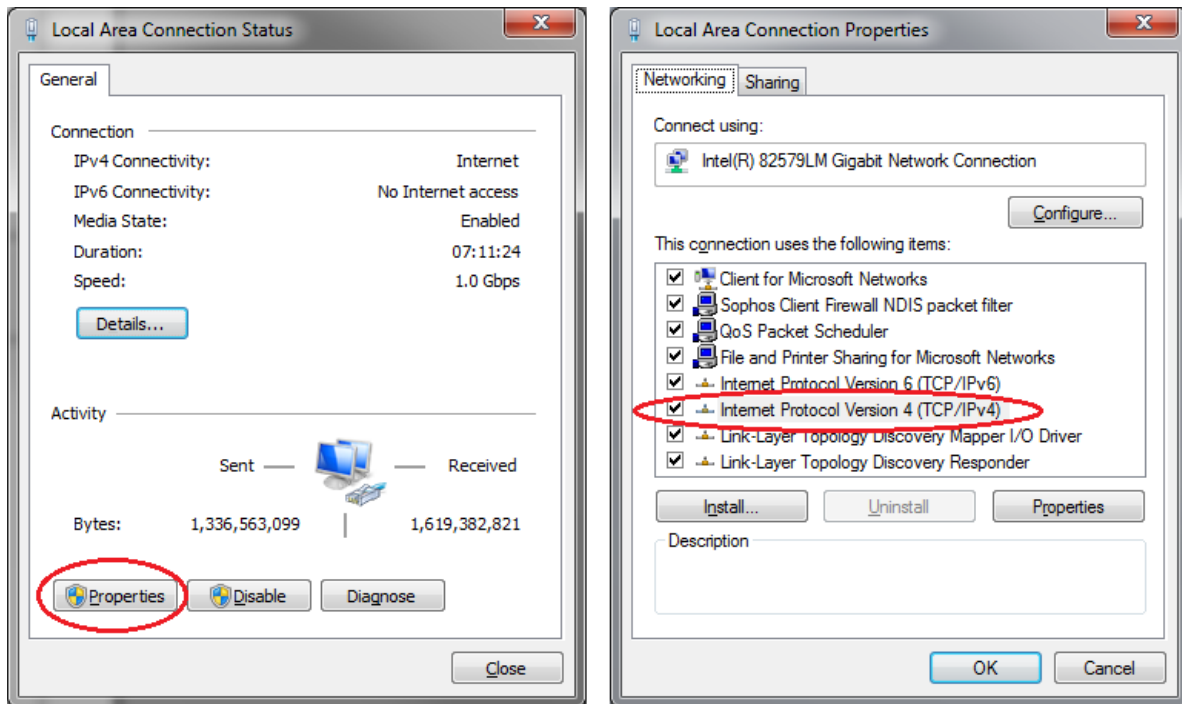 Local Area Connection Status
General
Connection
IPv4 Connectivity: Internet
IPv6 Connectivity: No Internet access
Media State: Enabled
Duration: 07:11:24
Speed: 1.0 Gbps
Details...
Activity
Sent Received
Bytes: 1,336,563,099 1,619,382,821
Properties Disable Diagnose
Close
Local Area Connection Properties
Networking Sharing
Connect using:
Intel(R) 82579LM Gigabit Network Connection
Configure...
This connection uses the following items:
Client for Microsoft Networks
Sophos Client Firewall NDIS packet filter
QoS Packet Scheduler
File and Printer Sharing for Microsoft Networks
Internet Protocol Version 6 (TCP/IPv6)
Internet Protocol Version 4 (TCP/IPv4)
Link-Layer Topology Discovery Mapper I/O Driver
Link-Layer Topology Discovery Responder
Install... Uninstall Properties
Description
OK Cancel